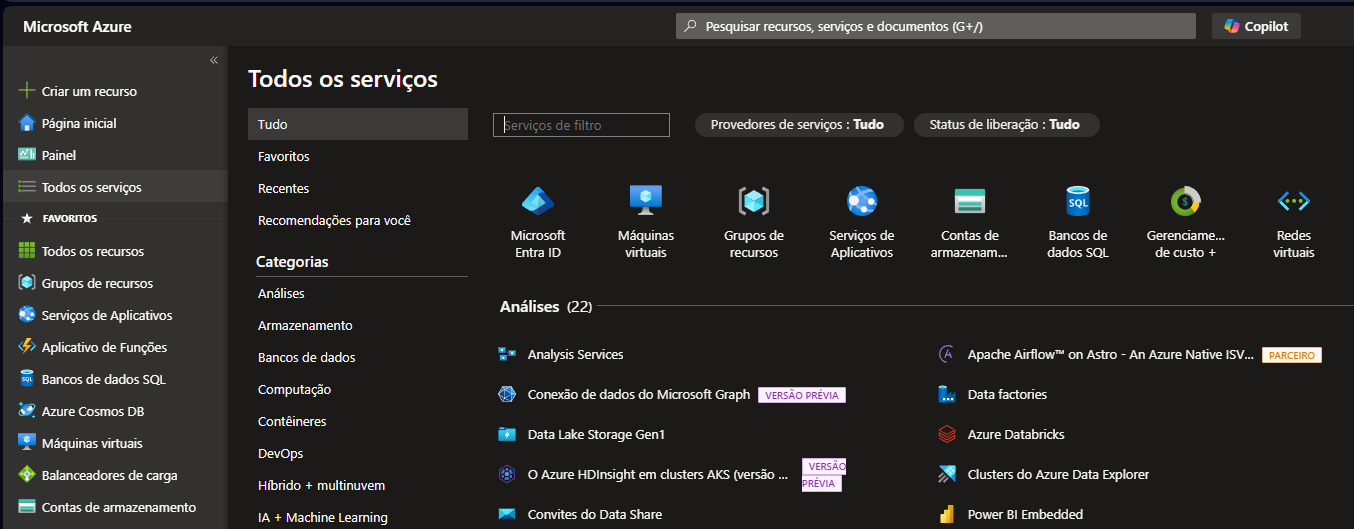 Microsoft Azure
Pesquisar recursos, serviços e documentos (G+/)
Copilot
«
Criar um recurso
Página inicial
Painel
Todos os serviços
FAVORITOS
Todos os recursos
Grupos de recursos
Serviços de Aplicativos
Aplicativo de Funções
Bancos de dados SQL
Azure Cosmos DB
Máquinas virtuais
Balanceadores de carga
Contas de armazenamento
Todos os serviços
Tudo
Favoritos
Recentes
Recomendações para você
Categorias
Análises
Armazenamento
Bancos de dados
Computação
Contêineres
DevOps
Híbrido + multinuvem
IA + Machine Learning
Serviços de filtro
Provedores de serviços : Tudo
Status de liberação : Tudo
Microsoft
Entra ID
Máquinas
virtuais
Grupos de
recursos
Serviços de
Aplicativos
Contas de
armazenam...
SQL
Bancos de
dados SQL
Gerenciame...
de custo +
Redes
virtuais
Análises (22)
Analysis Services
Apache Airflow™ on Astro - An Azure Native ISV... PARCEIRO
Conexão de dados do Microsoft Graph VERSÃO PRÉVIA
Data factories
Data Lake Storage Gen1
Azure Databricks
O Azure HDInsight em clusters AKS (versão ... VERSÃO
PRÉVIA
Clusters do Azure Data Explorer
Convites do Data Share
Power BI Embedded